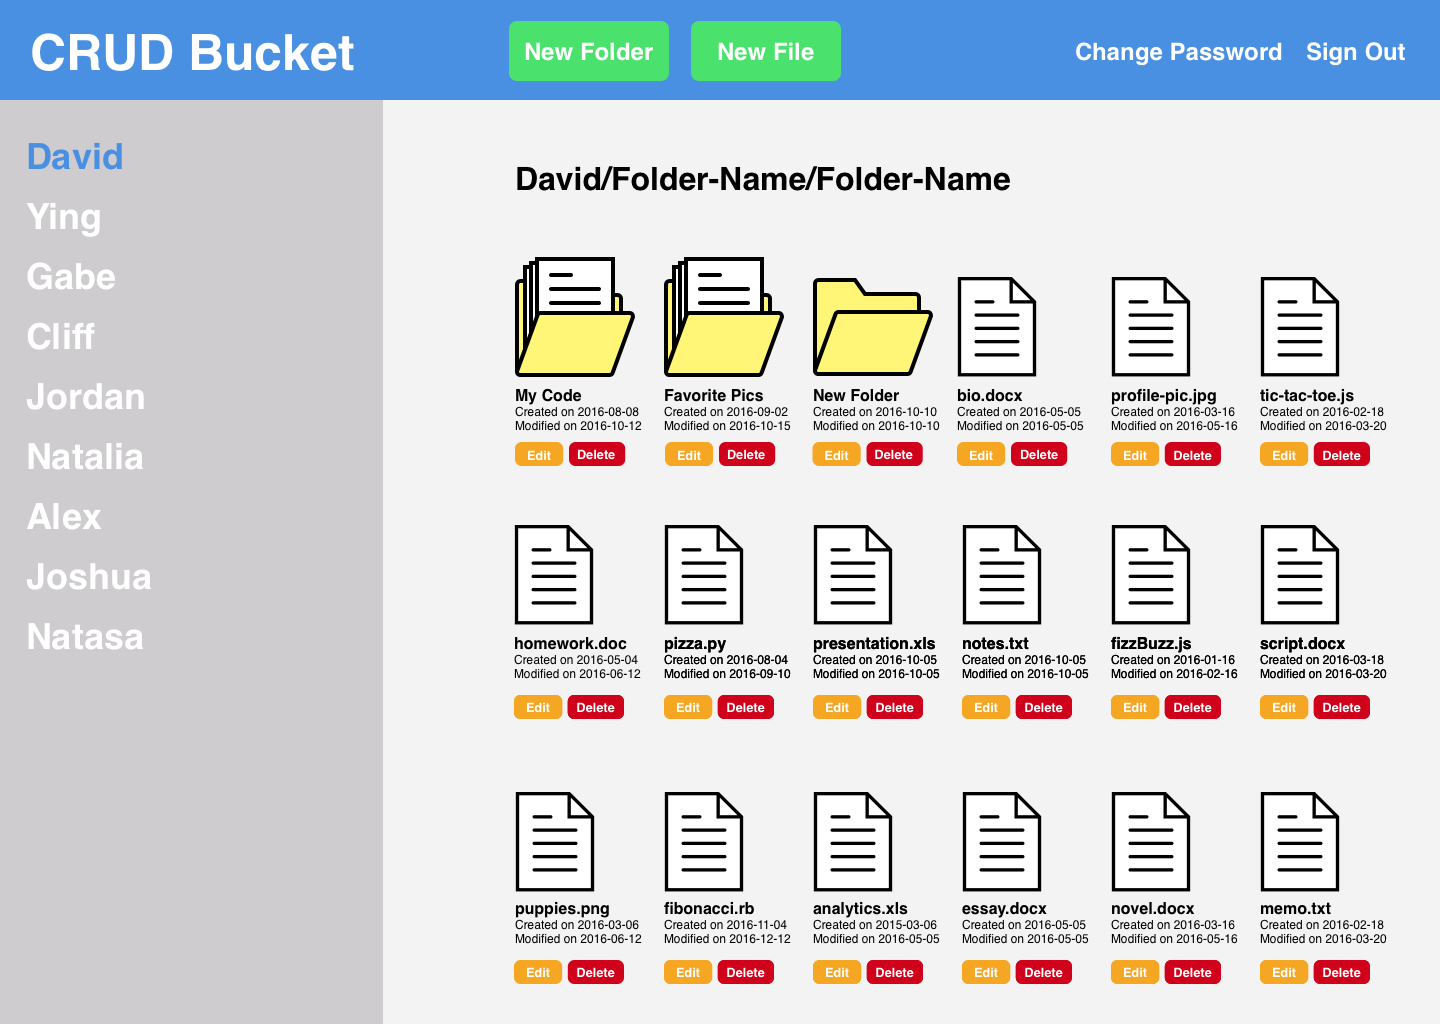 CRUD Bucket
New Folder
New File
Change Password
Sign Out
David
Ying
Gabe
Cliff
Jordan
Natalia
Alex
Joshua
Natasa
David/Folder-Name/Folder-Name
My Code
Created on 2016-08-08
Modified on 2016-10-12
Edit
Delete
Favorite Pics
Created on 2016-09-02
Modified on 2016-10-15
Edit
Delete
New Folder
Created on 2016-10-10
Modified on 2016-10-10
Edit
Delete
bio.docx
Created on 2016-05-05
Modified on 2016-05-05
Edit
Delete
profile-pic.jpg
Created on 2016-03-16
Modified on 2016-05-16
Edit
Delete
tic-tac-toe.js
Created on 2016-02-18
Modified on 2016-03-20
Edit
Delete
homework.doc
Created on 2016-05-04
Modified on 2016-06-12
Edit
Delete
pizza.py
Created on 2016-08-04
Modified on 2016-09-10
Edit
Delete
presentation.xls
Created on 2016-10-05
Modified on 2016-10-05
Edit
Delete
notes.txt
Created on 2016-10-05
Modified on 2016-10-05
Edit
Delete
fizzBuzz.js
Created on 2016-01-16
Modified on 2016-02-16
Edit
Delete
script.docx
Created on 2016-03-18
Modified on 2016-03-20
Edit
Delete
puppies.png
Created on 2016-03-06
Modified on 2016-06-12
Edit
Delete
fibonacci.rb
Created on 2016-11-04
Modified on 2016-12-12
Edit
Delete
analytics.xls
Created on 2015-03-06
Modified on 2016-05-05
Edit
Delete
essay.docx
Created on 2016-05-05
Modified on 2016-05-05
Edit
Delete
novel.docx
Created on 2016-03-16
Modified on 2016-05-16
Edit
Delete
memo.txt
Created on 2016-02-18
Modified on 2016-03-20
Edit
Delete